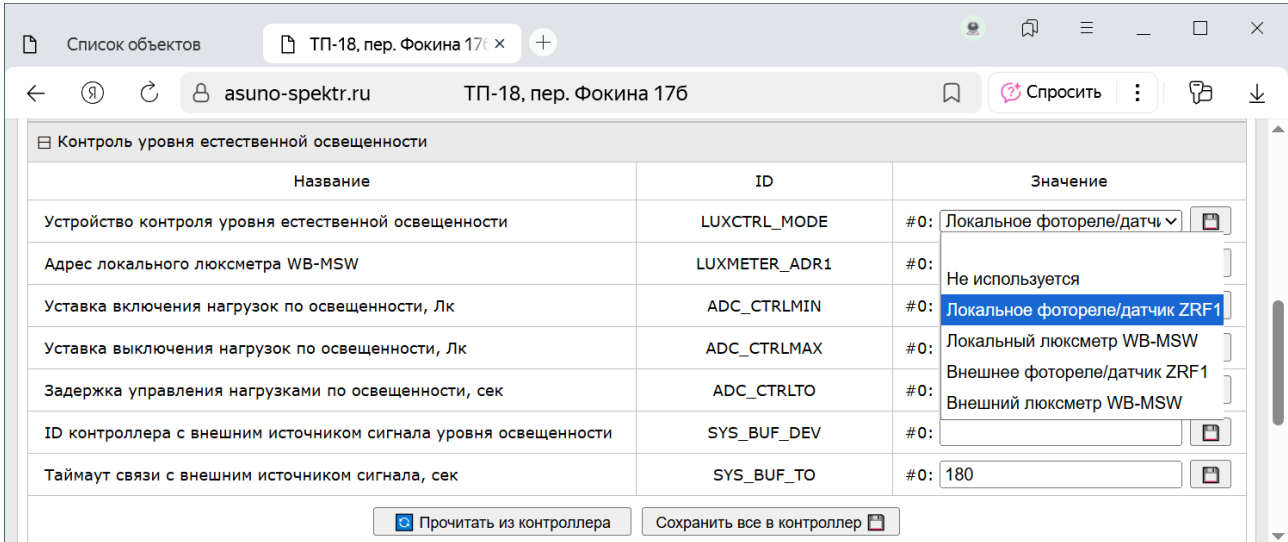 Список объектов
ТП-18, пер. Фокина 17б
asuno-spektr.ru ТП-18, пер. Фокина 17б Спросить
Контроль уровня естественной освещенности
Название ID Значение
Устройство контроля уровня естественной освещенности LUXCTRL_MODE #0: Локальное фотореле/датчи
Адрес локального люксметра WB-MSW LUXMETER_ADR1 #0:
Не используется
Уставка включения нагрузок по освещенности, Лк ADC_CTRLMIN #0: Локальное фотореле/датчик ZRF1
Уставка выключения нагрузок по освещенности, Лк ADC_CTRLMAX #0: Локальный люксметр WB-MSW
Внешнее фотореле/датчик ZRF1
Задержка управления нагрузками по освещенности, сек ADC_CTRLTO #0:
Внешний люксметр WB-MSW
ID контроллера с внешним источником сигнала уровня освещенности SYS_BUF_DEV #0:
Таймаут связи с внешним источником сигнала, сек SYS_BUF_TO #0: 180
Прочитать из контроллера Сохранить все в контроллер